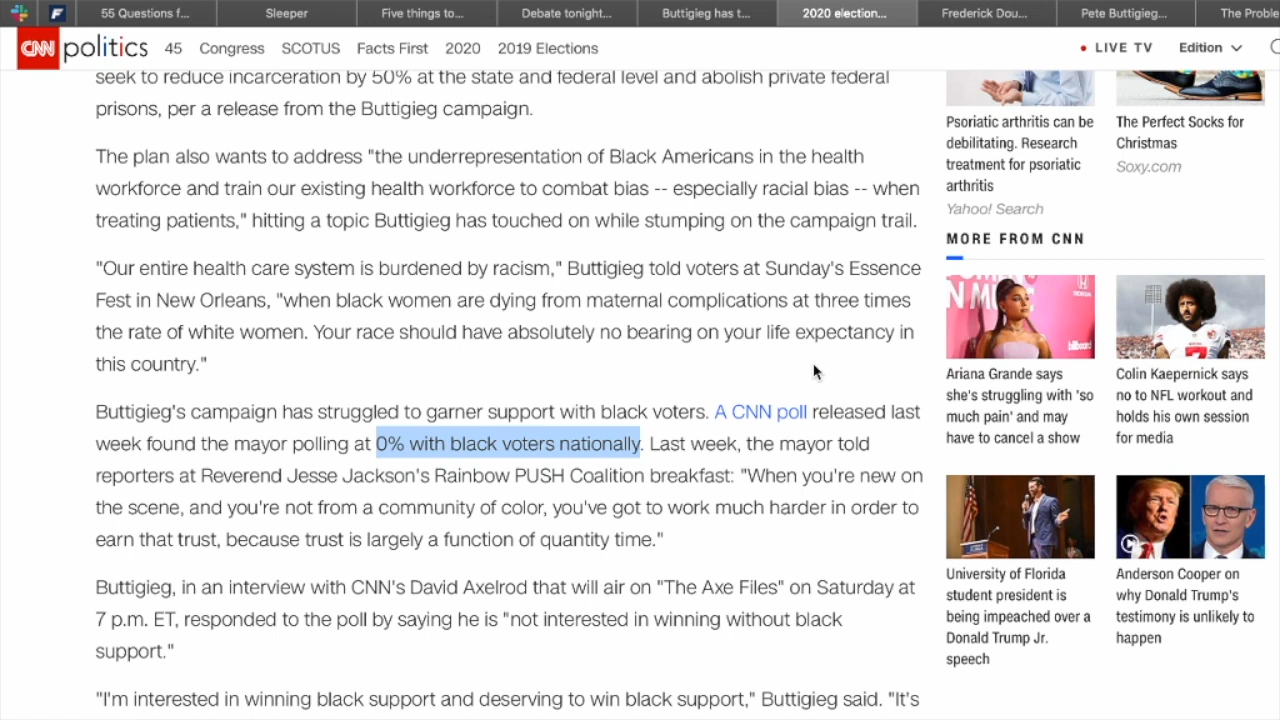 55 Questions f...
Sleeper
Five things to...
Debate tonight...
Buttigieg has t...
2020 election...
Frederick Dou...
Pete Buttigieg...
The Proble
CNN politics
45
Congress
SCOTUS
Facts First
2020
2019 Elections
LIVE TV
Edition
seek to reduce incarceration by 50% at the state and federal level and abolish private federal
prisons, per a release from the Buttigieg campaign.
The plan also wants to address "the underrepresentation of Black Americans in the health
workforce and train our existing health workforce to combat bias -- especially racial bias -- when
treating patients," hitting a topic Buttigieg has touched on while stumping on the campaign trail.
"Our entire health care system is burdened by racism," Buttigieg told voters at Sunday's Essence
Fest in New Orleans, "when black women are dying from maternal complications at three times
the rate of white women. Your race should have absolutely no bearing on your life expectancy in
this country."
Buttigieg's campaign has struggled to garner support with black voters. A CNN poll released last
week found the mayor polling at 0% with black voters nationally. Last week, the mayor told
reporters at Reverend Jesse Jackson's Rainbow PUSH Coalition breakfast: "When you're new on
the scene, and you're not from a community of color, you've got to work much harder in order to
earn that trust, because trust is largely a function of quantity time."
Buttigieg, in an interview with CNN's David Axelrod that will air on "The Axe Files" on Saturday at
7 p.m. ET, responded to the poll by saying he is "not interested in winning without black
support."
"I'm interested in winning black support and deserving to win black support," Buttigieg said. "It's
Psoriatic arthritis can be
debilitating. Research
treatment for psoriatic
arthritis
Yahoo! Search
The Perfect Socks for
Christmas
Soxy.com
MORE FROM CNN
N MU
HONDA
billboard
Ariana Grande says
she's struggling with 'so
much pain' and may
have to cancel a show
Colin Kaepernick says
no to NFL workout and
holds his own session
for media
University of Florida
student president is
being impeached over a
Donald Trump Jr.
speech
Anderson Cooper on
why Donald Trump's
testimony is unlikely to
happen